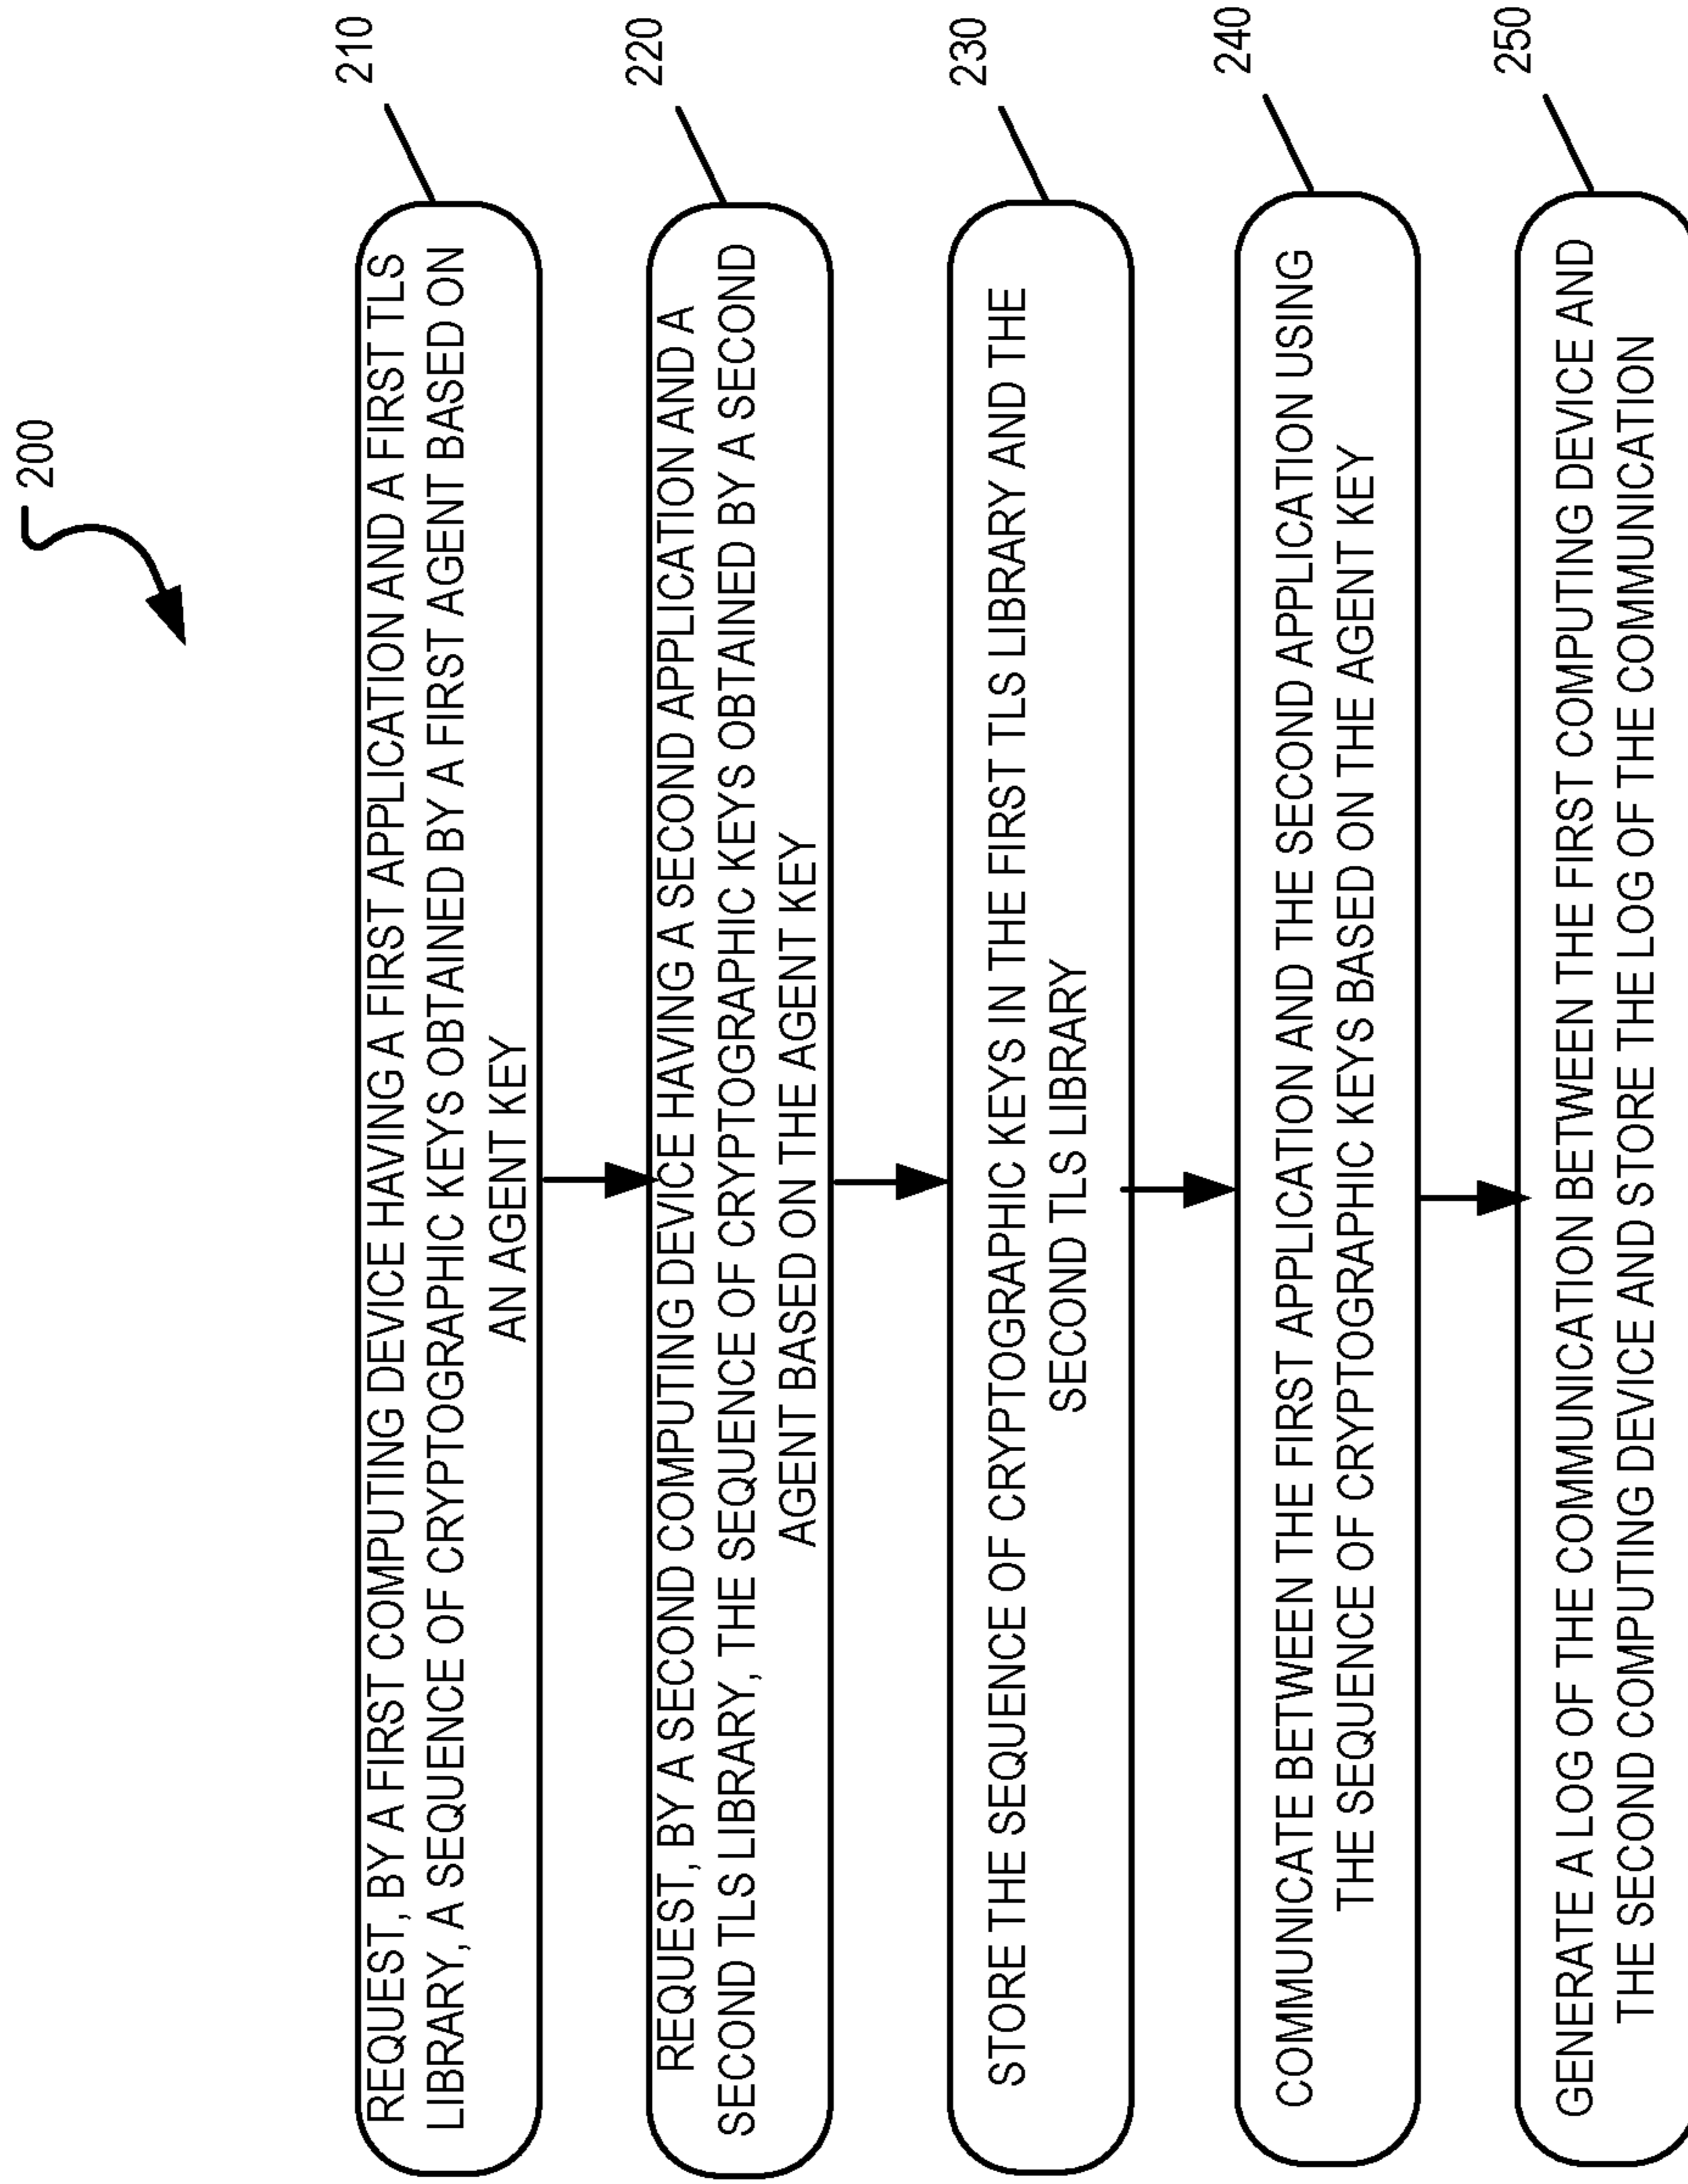 200
210
REQUEST, BY A FIRST COMPUTING DEVICE HAVING A FIRST APPLICATION AND A FIRST TLS
LIBRARY, A SEQUENCE OF CRYPTOGRAPHIC KEYS OBTAINED BY A FIRST AGENT BASED ON
AN AGENT KEY
220
REQUEST, BY A SECOND COMPUTING DEVICE HAVING A SECOND APPLICATION AND A
SECOND TLS LIBRARY, THE SEQUENCE OF CRYPTOGRAPHIC KEYS OBTAINED BY A SECOND
AGENT BASED ON THE AGENT KEY
230
STORE THE SEQUENCE OF CRYPTOGRAPHIC KEYS IN THE FIRST TLS LIBRARY AND THE
SECOND TLS LIBRARY
240
COMMUNICATE BETWEEN THE FIRST APPLICATION AND THE SECOND APPLICATION USING
THE SEQUENCE OF CRYPTOGRAPHIC KEYS BASED ON THE AGENT KEY
250
GENERATE A LOG OF THE COMMUNICATION BETWEEN THE FIRST COMPUTING DEVICE AND
THE SECOND COMPUTING DEVICE AND STORE THE LOG OF THE COMMUNICATION